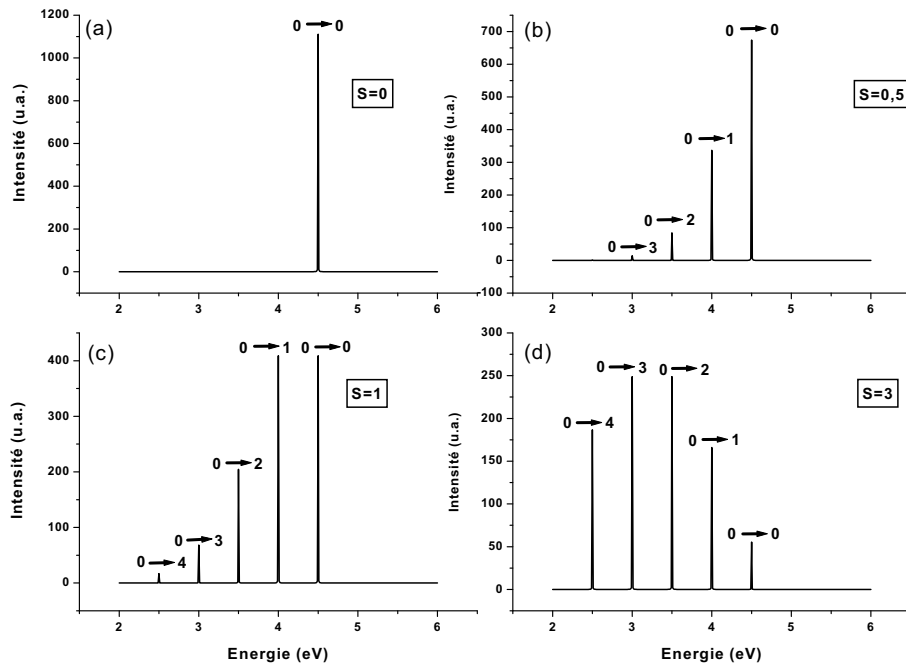 (a)
0 → 0
S=0
Intensité (u.a.)
1200
1000
800
600
400
200
0
2 3 4 5 6
(b)
0 → 0
S=0,5
0 → 1
0 → 2
0 → 3
Intensité (u.a.)
700
600
500
400
300
200
100
0
100
2 3 4 5 6
(c)
0 → 1 0 → 0
S=1
0 → 2
0 → 3
0 → 4
Intensité (u.a.)
400
300
200
100
0
2 3 4 5 6
Energie (eV)
(d)
0 → 3 0 → 2
S=3
0 → 4
0 → 1
0 → 0
Intensité (u.a.)
300
250
200
150
100
50
0
2 3 4 5 6
Energie (eV)